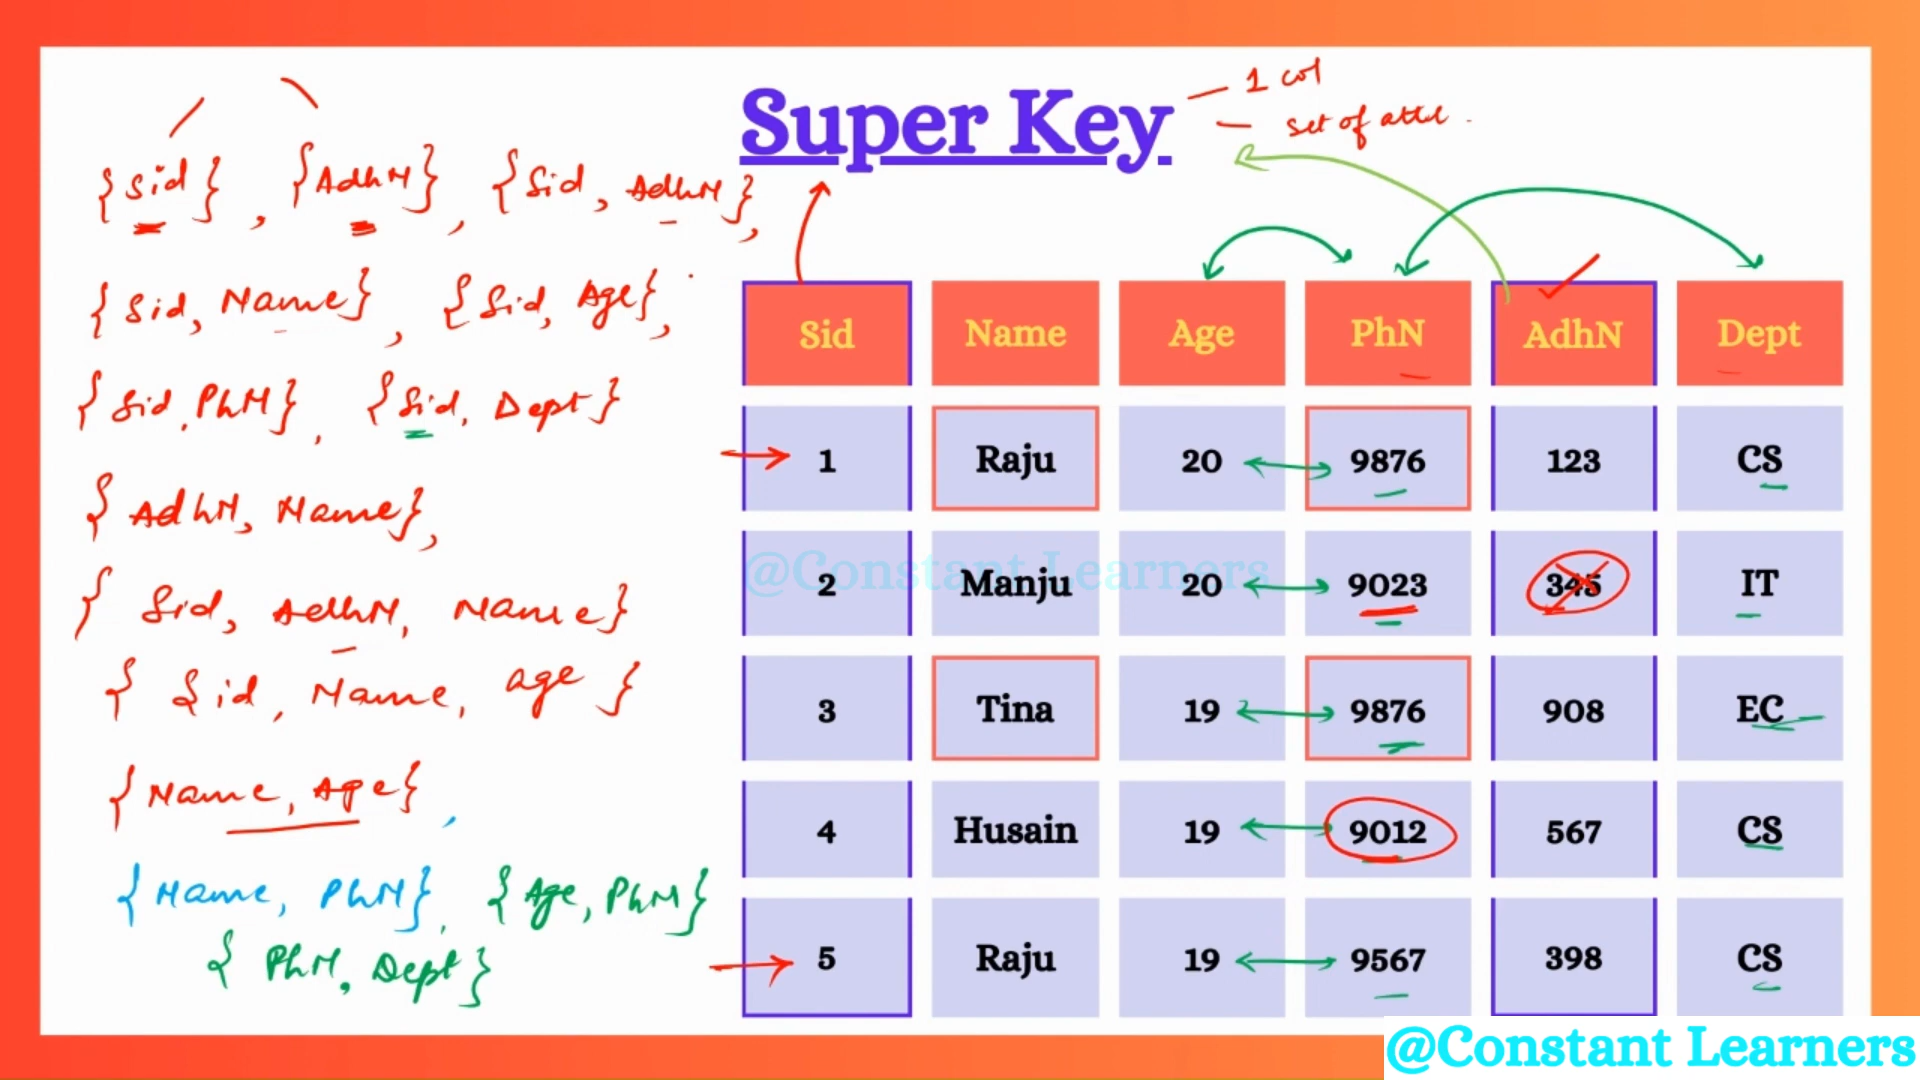 Super Key
— 1 col
— set of attr.
{Sid}, {AdhN}, {Sid, AdhN},
{Sid, Name}, {Sid, Age},
{Sid, PhN}, {Sid, Dept}
{AdhN, Name},
{ Sid, AdhN, Name}
{ Sid, Name, age }
{Name, Age},
{Name, PhN}, {Age, PhN}
{ PhN, Dept}
Sid Name Age PhN AdhN Dept
1 Raju 20 9876 123 CS
2 Manju 20 9023 345 IT
@Constant Learners
3 Tina 19 9876 908 EC
4 Husain 19 9012 567 CS
5 Raju 19 9567 398 CS
@Constant Learners